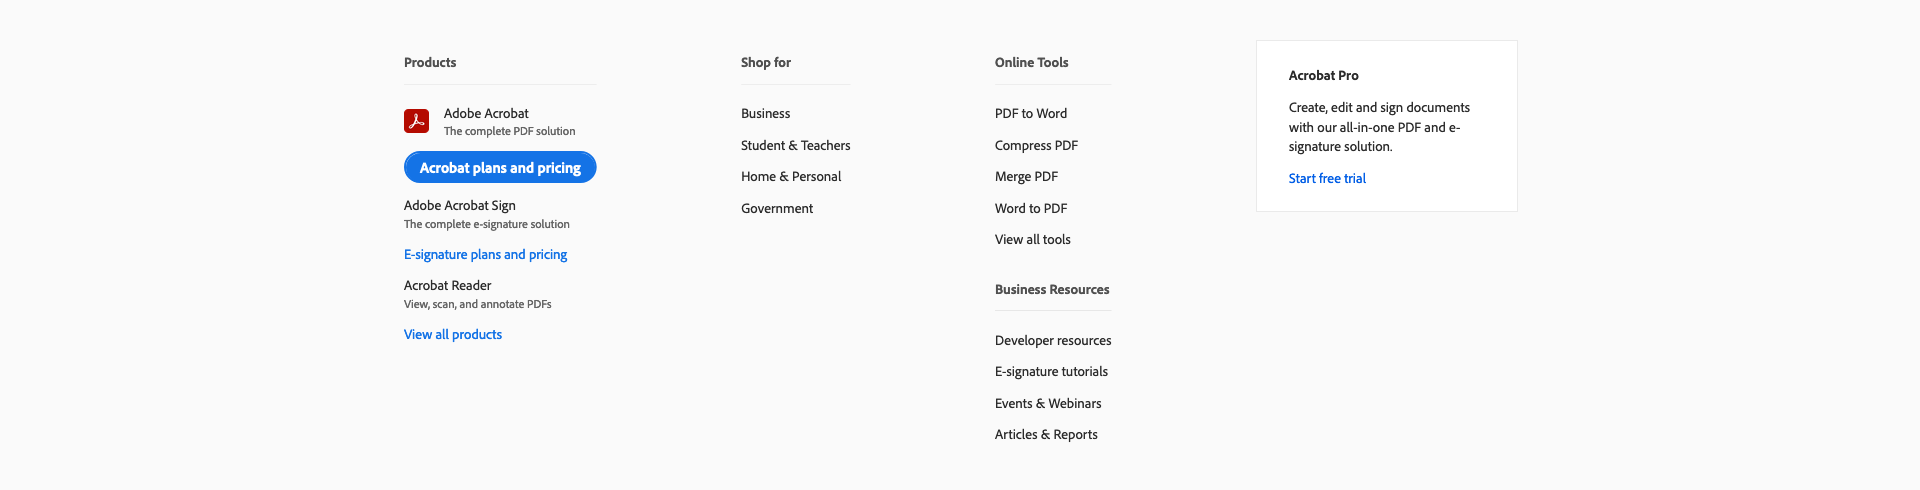 Products
Adobe Acrobat
The complete PDF solution
Acrobat plans and pricing
Adobe Acrobat Sign
The complete e-signature solution
E-signature plans and pricing
Acrobat Reader
View, scan, and annotate PDFs
View all products
Shop for
Business
Student & Teachers
Home & Personal
Government
Online Tools
PDF to Word
Compress PDF
Merge PDF
Word to PDF
View all tools
Business Resources
Developer resources
E-signature tutorials
Events & Webinars
Articles & Reports
Acrobat Pro
Create, edit and sign documents
with our all-in-one PDF and e-
signature solution.
Start free trial